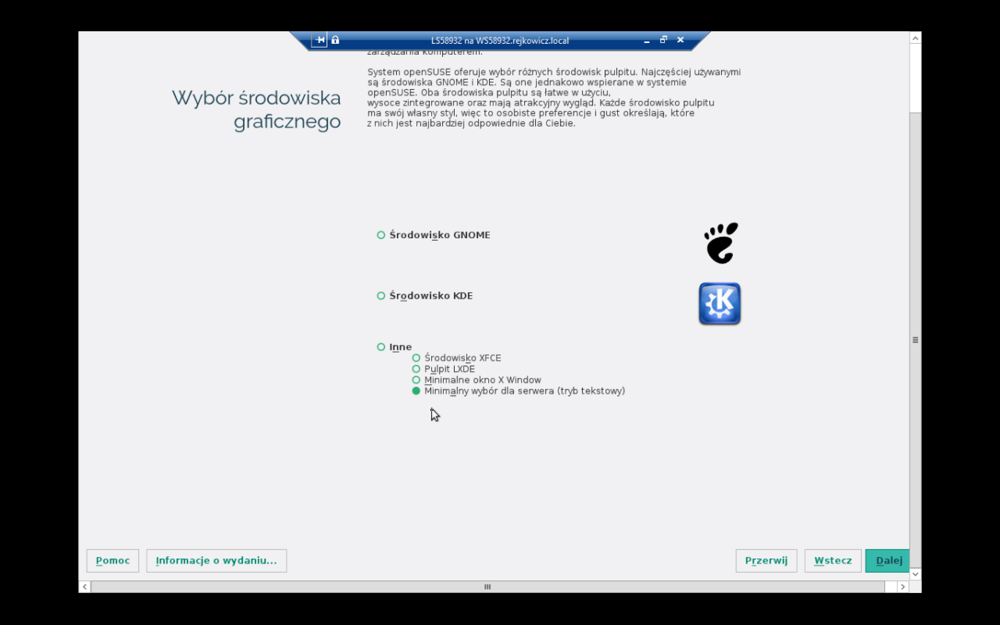 LS58932 na WS58932.rejkowicz.local
zarządzania komputerem.
System openSUSE oferuje wybór różnych środowisk pulpitu. Najczęściej używanymi
są środowiska GNOME i KDE. Są one jednakowo wspierane w systemie
openSUSE. Oba środowiska pulpitu są łatwe w użyciu,
wysoce zintegrowane oraz mają atrakcyjny wygląd. Każde środowisko pulpitu
ma swój własny styl, więc to osobiste preferencje i gust określają, które
z nich jest najbardziej odpowiednie dla Ciebie.
Wybór środowiska
graficznego
Środowisko GNOME
Środowisko KDE
Inne
Środowisko XFCE
Pulpit LXDE
Minimalne okno X Window
Minimalny wybór dla serwera (tryb tekstowy)
Pomoc
Informacje o wydaniu...
Przerwij
Wstecz
Dalej